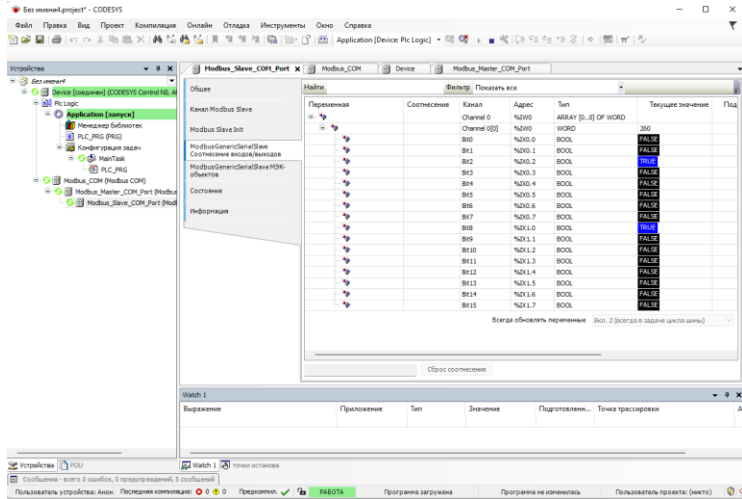 Без имени4.project* - CODESYS
Файл Правка Вид Проект Компиляция Онлайн Отладка Инструменты Окно Справка
Application [Device: Plc Logic]
Устройства
Modbus_Slave_COM_Port Modbus_COM Device Modbus_Master_COM_Port
Без имени4
Device [соединен] (CODESYS Control
Plc Logic
Application [запуск]
Менеджер библиотек
PLC_PRG (PRG)
Конфигурация задач
MainTask
PLC_PRG
Modbus_COM (Modbus COM)
Modbus_Master_COM_Port (Modbus
Modbus_Slave_COM_Port
Общее
Канал Modbus Slave
Modbus Slave Init
ModbusGenericSerialSlave
Соотнесение входов/выходов
ModbusGenericSerialSlave МЭК-
объектов
Состояние
Информация
Найти Фильтр Показать все
Переменная Соотнесение Канал Адрес Тип Текущее значение
Channel 0 %IW0 ARRAY [0..0] OF WORD
Channel 0[0] %IW0 WORD 260
Bit0 %IX0.0 BOOL FALSE
Bit1 %IX0.1 BOOL FALSE
Bit2 %IX0.2 BOOL TRUE
Bit3 %IX0.3 BOOL FALSE
Bit4 %IX0.4 BOOL FALSE
Bit5 %IX0.5 BOOL FALSE
Bit6 %IX0.6 BOOL FALSE
Bit7 %IX0.7 BOOL FALSE
Bit8 %IX1.0 BOOL TRUE
Bit9 %IX1.1 BOOL FALSE
Bit10 %IX1.2 BOOL FALSE
Bit11 %IX1.3 BOOL FALSE
Bit12 %IX1.4 BOOL FALSE
Bit13 %IX1.5 BOOL FALSE
Bit14 %IX1.6 BOOL FALSE
Bit15 %IX1.7 BOOL FALSE
Всегда обновлять переменные Вкл. 2 (всегда в задаче цикла шины)
Сброс соотнесения
Watch 1
Выражение Приложение Тип Значение Подготовленн... Точка трассировки
Устройства POU Watch 1 точки останова
Сообщения - всего 0 ошибок, 0 предупреждений, 5 сообщений
Пользователь устройства: Анон Последняя компиляция: 0 0 Предкомпил. РАБОТА Программа загружена Программа не изменилась Пользователь проекта: (никто)